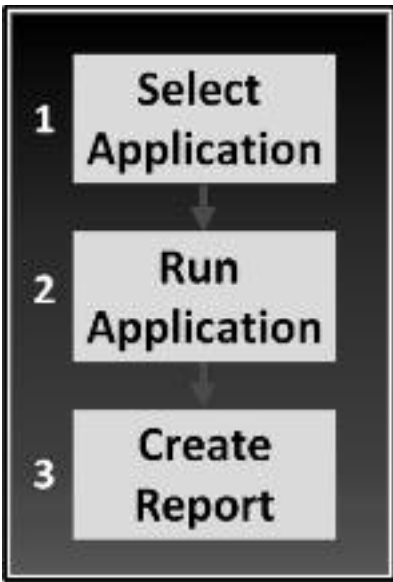 1
Select
Application
2
Run
Application
3
Create
Report